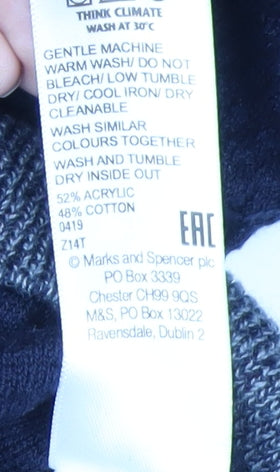 THINK CLIMATE
WASH AT 30°C
GENTLE MACHINE
WARM WASH/ DO NOT
BLEACH/ LOW TUMBLE
DRY/ COOL IRON/ DRY
CLEANABLE
WASH SIMILAR
COLOURS TOGETHER
WASH AND TUMBLE
DRY INSIDE OUT
52% ACRYLIC
48% COTTON
0419
Z14T
EAC
© Marks and Spencer plc
PO Box 3339
Chester CH99 9QS
M&S, PO Box 13022
Ravensdale, Dublin 2